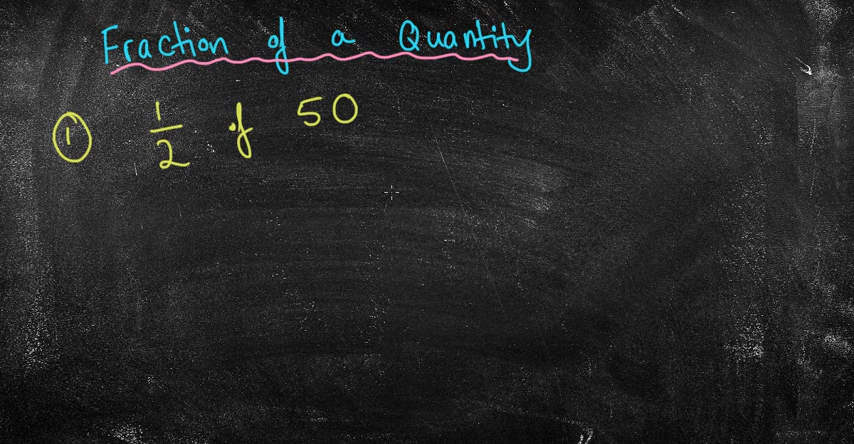 Fraction of a Quantity
① 1/2 of 50